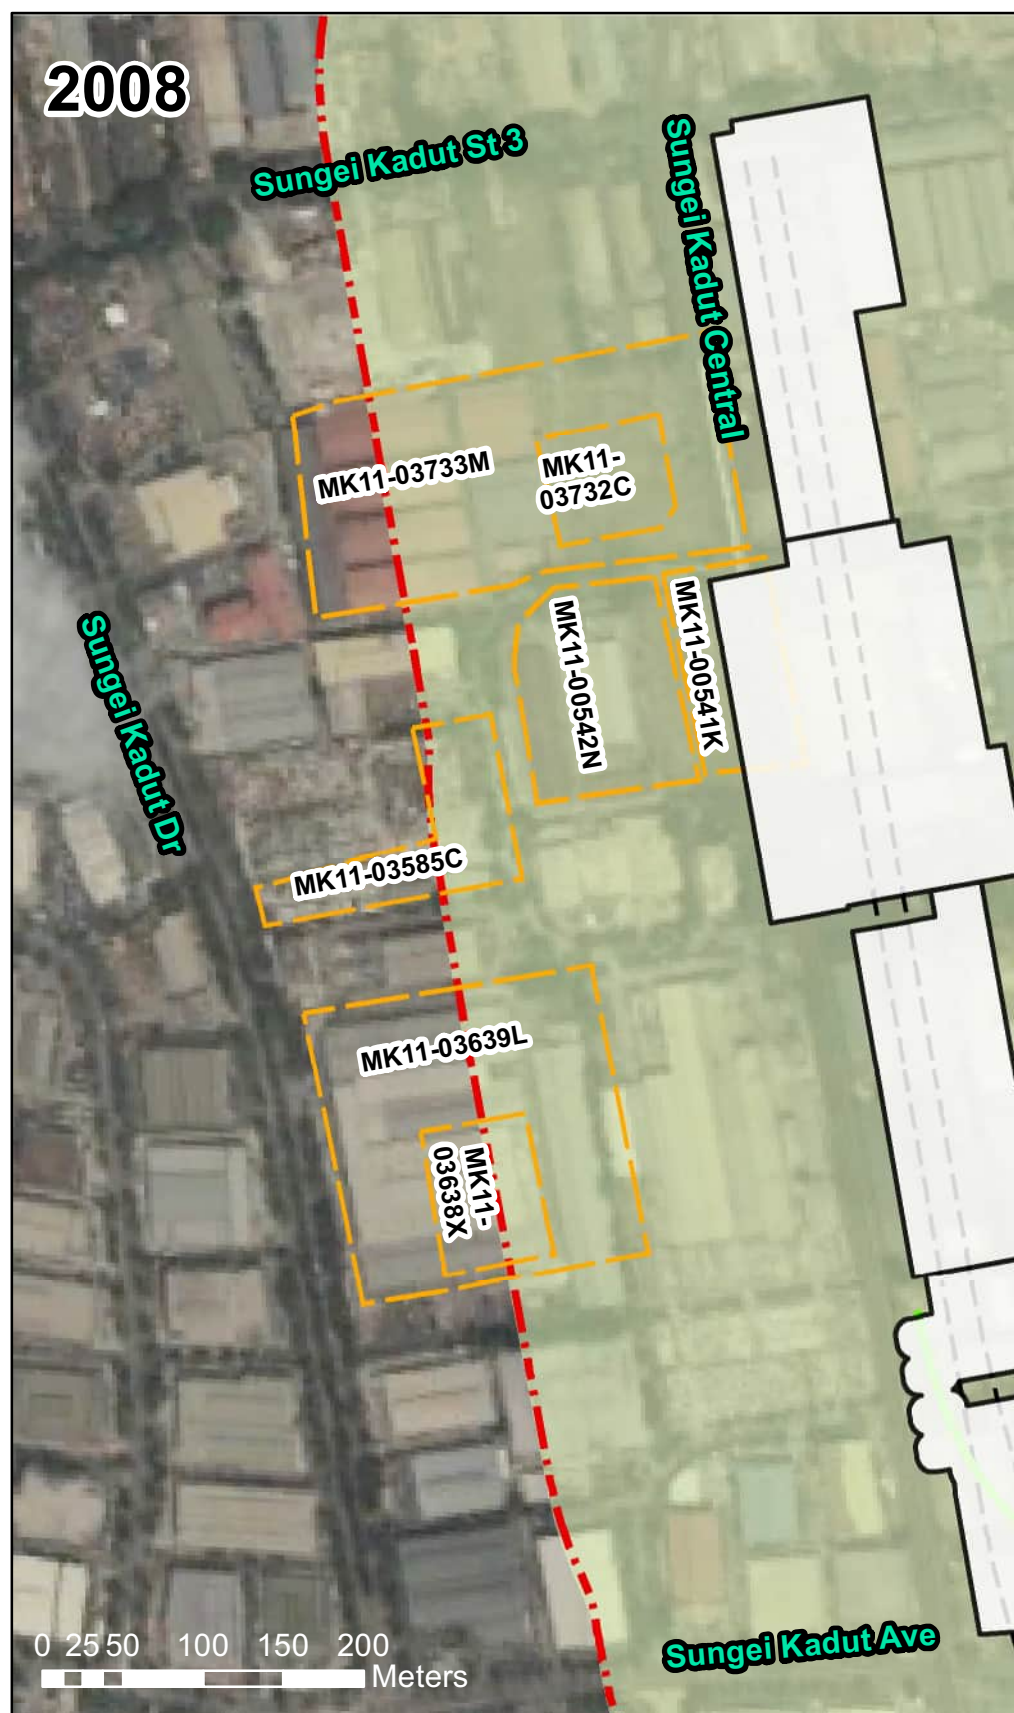 2008
Sungei Kadut St 3
Sungei Kadut Central
MK11-03733M
MK11-
03732C
MK11-00542N
MK11-00541K
Sungei Kadut Dr
MK11-03585C
MK11-03639L
MK11-
03638X
Sungei Kadut Ave
0 25 50 100 150 200
Meters